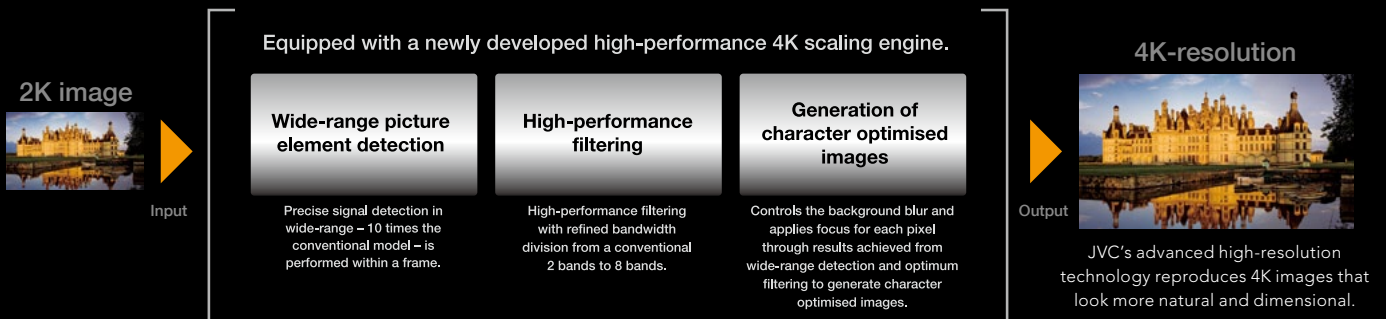 Equipped with a newly developed high-performance 4K scaling engine.
2K image
Input
Wide-range picture
element detection
Precise signal detection in
wide-range – 10 times the
conventional model – is
performed within a frame.
High-performance
filtering
High-performance filtering
with refined bandwidth
division from a conventional
2 bands to 8 bands.
Generation of
character optimised
images
Controls the background blur and
applies focus for each pixel
through results achieved from
wide-range detection and optimum
filtering to generate character
optimised images.
4K-resolution
Output
JVC’s advanced high-resolution
technology reproduces 4K images that
look more natural and dimensional.